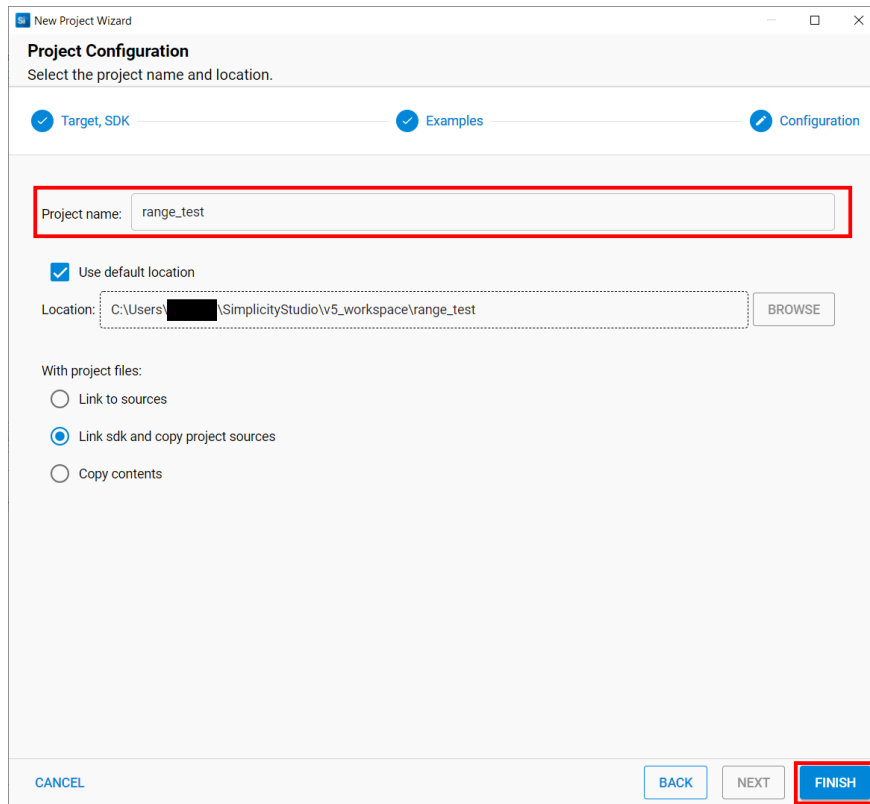 Si New Project Wizard
Project Configuration
Select the project name and location.
Target, SDK Examples Configuration
Project name: range_test
Use default location
Location: C:\Users\ \SimplicityStudio\v5_workspace\range_test BROWSE
With project files:
Link to sources
Link sdk and copy project sources
Copy contents
CANCEL BACK NEXT FINISH